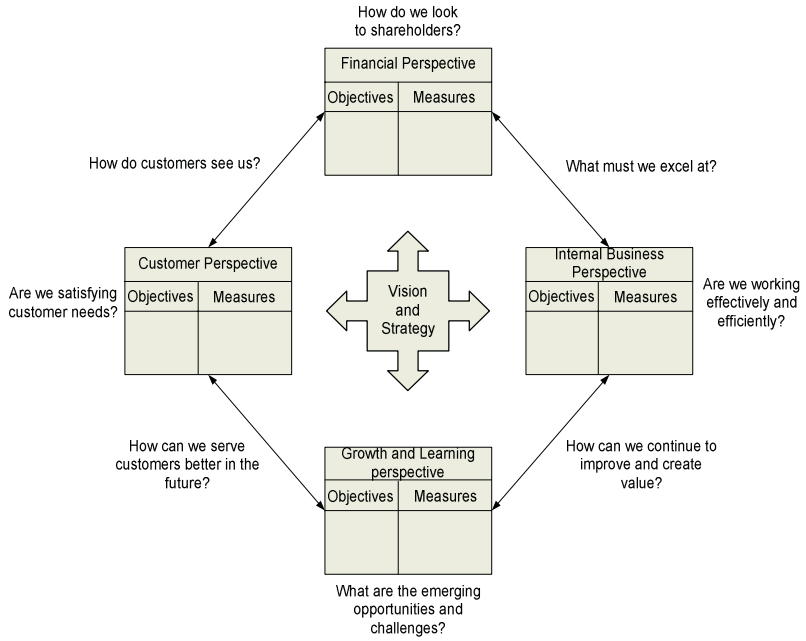 How do we look
to shareholders?
Financial Perspective
Objectives Measures
How do customers see us?
What must we excel at?
Customer Perspective
Objectives Measures
Are we satisfying
customer needs?
Vision
and
Strategy
Internal Business
Perspective
Objectives Measures
Are we working
effectively and
efficiently?
How can we serve
customers better in the
future?
How can we continue to
improve and create
value?
Growth and Learning
perspective
Objectives Measures
What are the emerging
opportunities and
challenges?